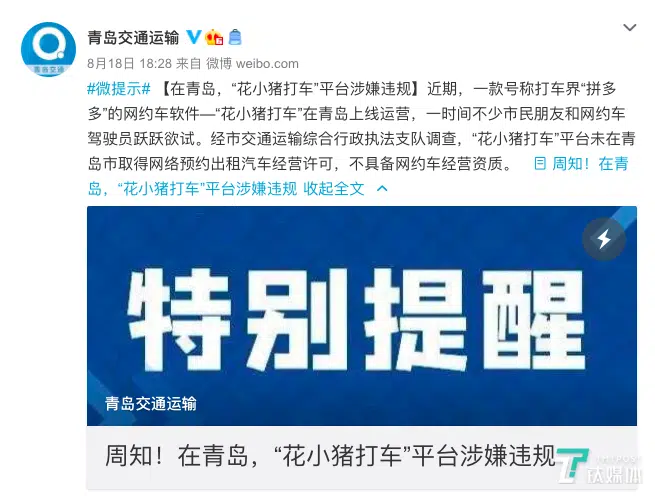 青岛交通运输
8月18日 18:28 来自 微博 weibo.com
#微提示# 【在青岛，“花小猪打车”平台涉嫌违规】近期，一款号称打车界“拼多
多”的网约车软件—“花小猪打车”在青岛上线运营，一时间不少市民朋友和网约车
驾驶员跃跃欲试。经市交通运输综合行政执法支队调查，“花小猪打车”平台未在青
岛市取得网络预约出租汽车经营许可，不具备网约车经营资质。 周知！在青
岛，“花小猪打车”平台涉嫌违规 收起全文
特别提醒
青岛交通运输
周知！在青岛，“花小猪打车”平台涉嫌违规
TMTPOST
钛媒体